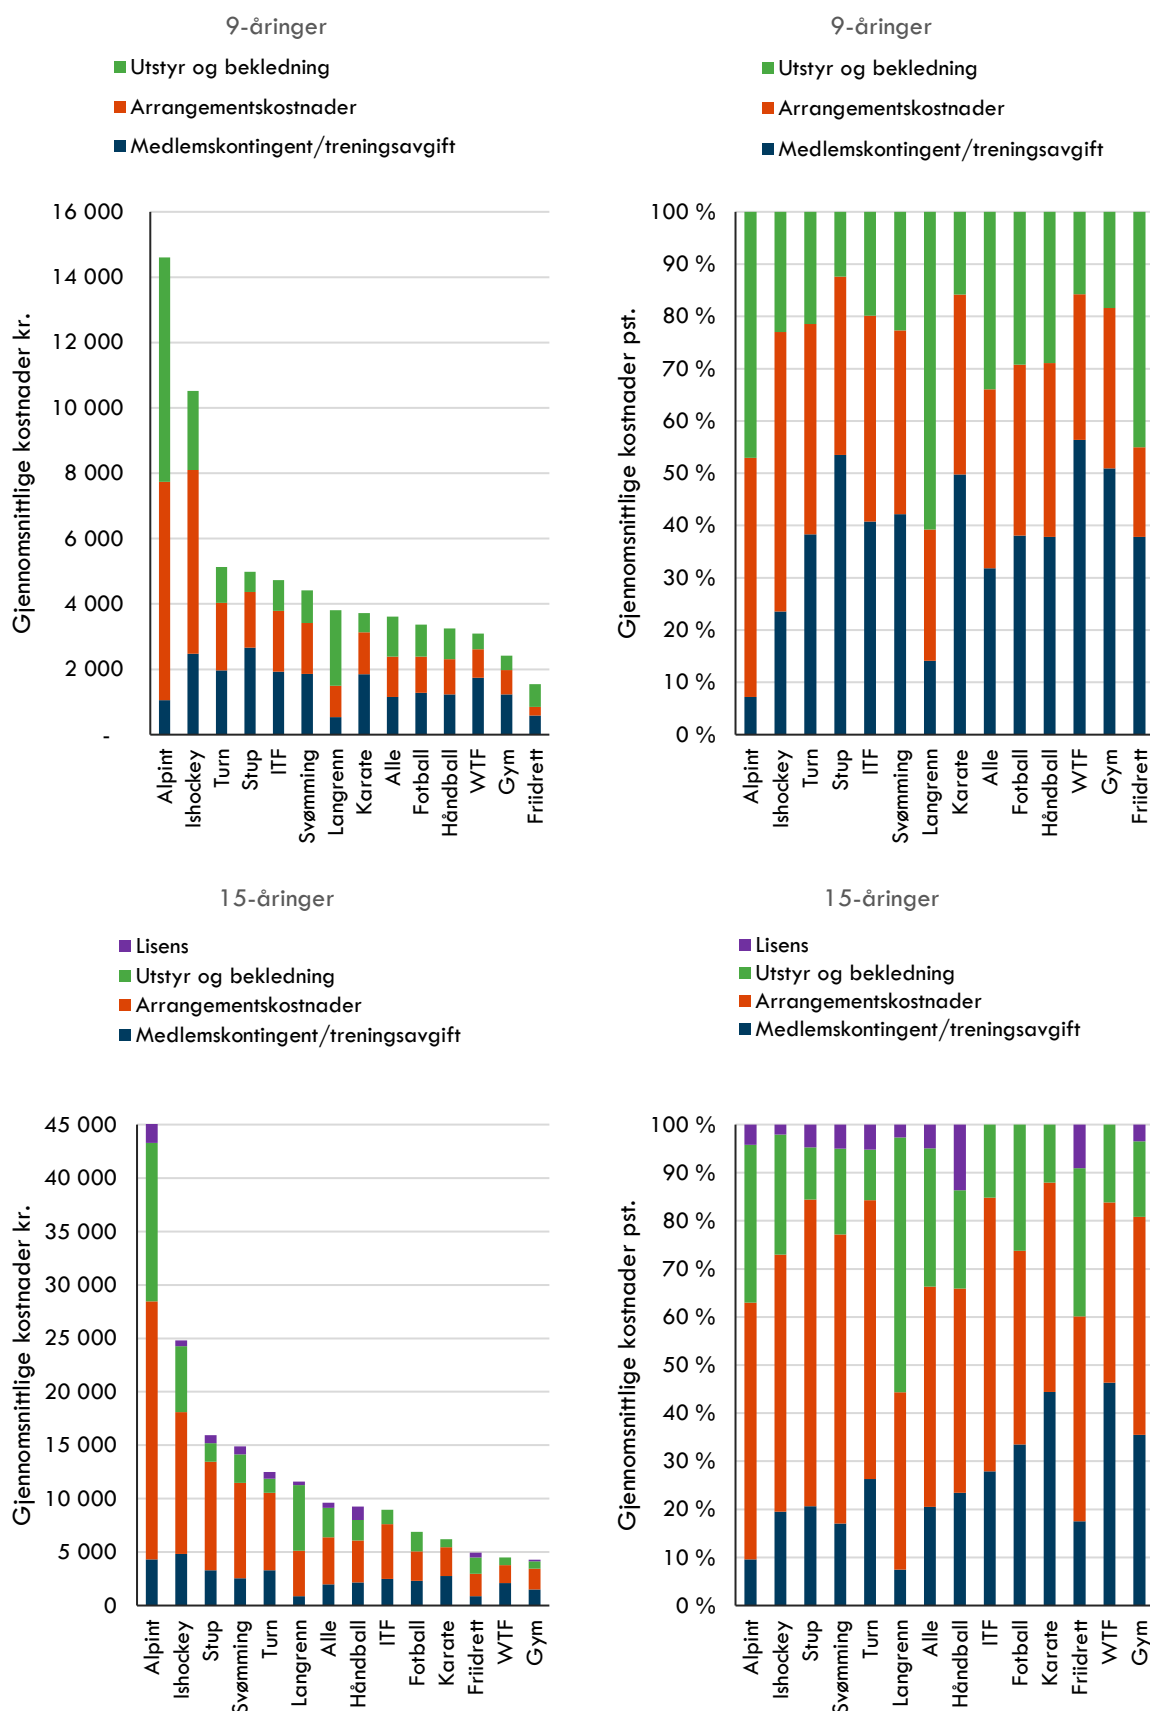 9-åringer
Utstyr og bekledning
Arrangementskostnader
Medlemskontingent/treningsavgift
Gjennomsnittlige kostnader kr.
16 000
14 000
12 000
10 000
8 000
6 000
4 000
2 000
-
Alpint
Ishockey
Turn
Stup
ITF
Svømming
Langrenn
Karate
Alle
Fotball
Håndball
WTF
Gym
Friidrett
9-åringer
Utstyr og bekledning
Arrangementskostnader
Medlemskontingent/treningsavgift
Gjennomsnittlige kostnader pst.
100 %
90 %
80 %
70 %
60 %
50 %
40 %
30 %
20 %
10 %
0 %
Alpint
Ishockey
Turn
Stup
ITF
Svømming
Langrenn
Karate
Alle
Fotball
Håndball
WTF
Gym
Friidrett
15-åringer
Lisens
Utstyr og bekledning
Arrangementskostnader
Medlemskontingent/treningsavgift
Gjennomsnittlige kostnader kr.
45 000
40 000
35 000
30 000
25 000
20 000
15 000
10 000
5 000
0
Alpint
Ishockey
Stup
Svømming
Turn
Langrenn
Alle
Håndball
ITF
Fotball
Karate
Friidrett
WTF
Gym
15-åringer
Lisens
Utstyr og bekledning
Arrangementskostnader
Medlemskontingent/treningsavgift
Gjennomsnittlige kostnader pst.
100 %
90 %
80 %
70 %
60 %
50 %
40 %
30 %
20 %
10 %
0 %
Alpint
Ishockey
Stup
Svømming
Turn
Langrenn
Alle
Håndball
ITF
Fotball
Karate
Friidrett
WTF
Gym